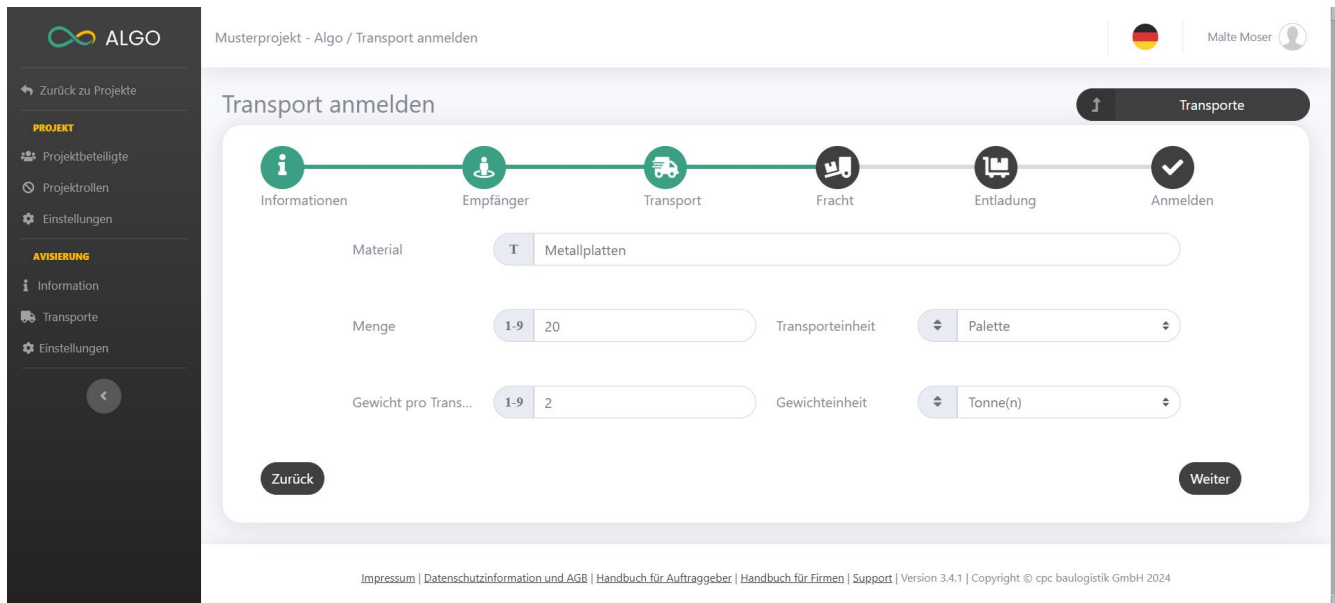 ALGO
Musterprojekt - Algo / Transport anmelden
Malte Moser
Zurück zu Projekte
PROJEKT
Projektbeteiligte
Projektrollen
Einstellungen
AVISIERUNG
Information
Transporte
Einstellungen
Transport anmelden
Transporte
Informationen Empfänger Transport Fracht Entladung Anmelden
Material T Metallplatten
Menge 1-9 20 Transporteinheit Palette
Gewicht pro Trans... 1-9 2 Gewichteinheit Tonne(n)
Zurück Weiter
Impressum | Datenschutzinformation und AGB | Handbuch für Auftraggeber | Handbuch für Firmen | Support | Version 3.4.1 | Copyright © cpc baulogistik GmbH 2024